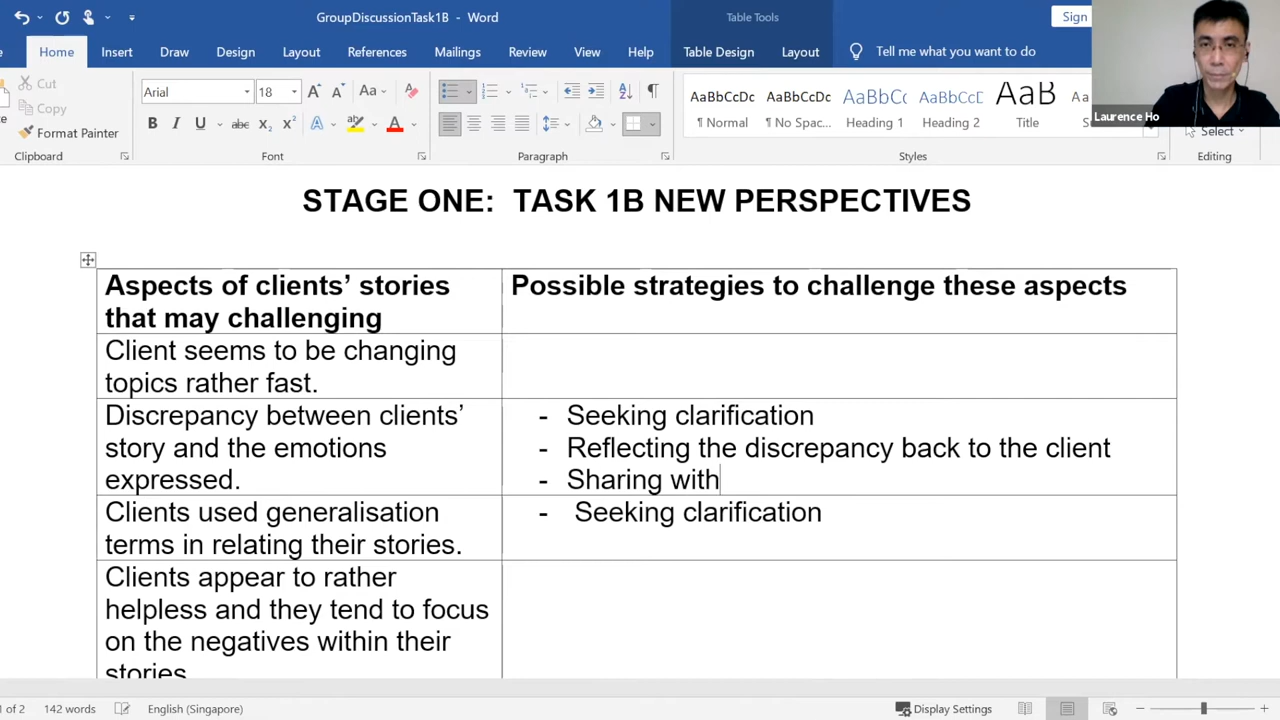 GroupDiscussionTask1B - Word
Table Tools
Sign
Home Insert Draw Design Layout References Mailings Review View Help Table Design Layout Tell me what you want to do
Cut
Copy
Format Painter
Clipboard
Arial 18
Font
Paragraph
AaBbCcDc AaBbCcDc AaBbCc AaBbCcD AaB
¶ Normal ¶ No Spac... Heading 1 Heading 2 Title
Styles
Select
Editing
Laurence Ho
STAGE ONE: TASK 1B NEW PERSPECTIVES
Aspects of clients’ stories
that may challenging
Possible strategies to challenge these aspects
Client seems to be changing
topics rather fast.
Discrepancy between clients’
story and the emotions
expressed.
- Seeking clarification
- Reflecting the discrepancy back to the client
- Sharing with
Clients used generalisation
terms in relating their stories.
- Seeking clarification
Clients appear to rather
helpless and they tend to focus
on the negatives within their
stories
1 of 2 142 words English (Singapore) Display Settings